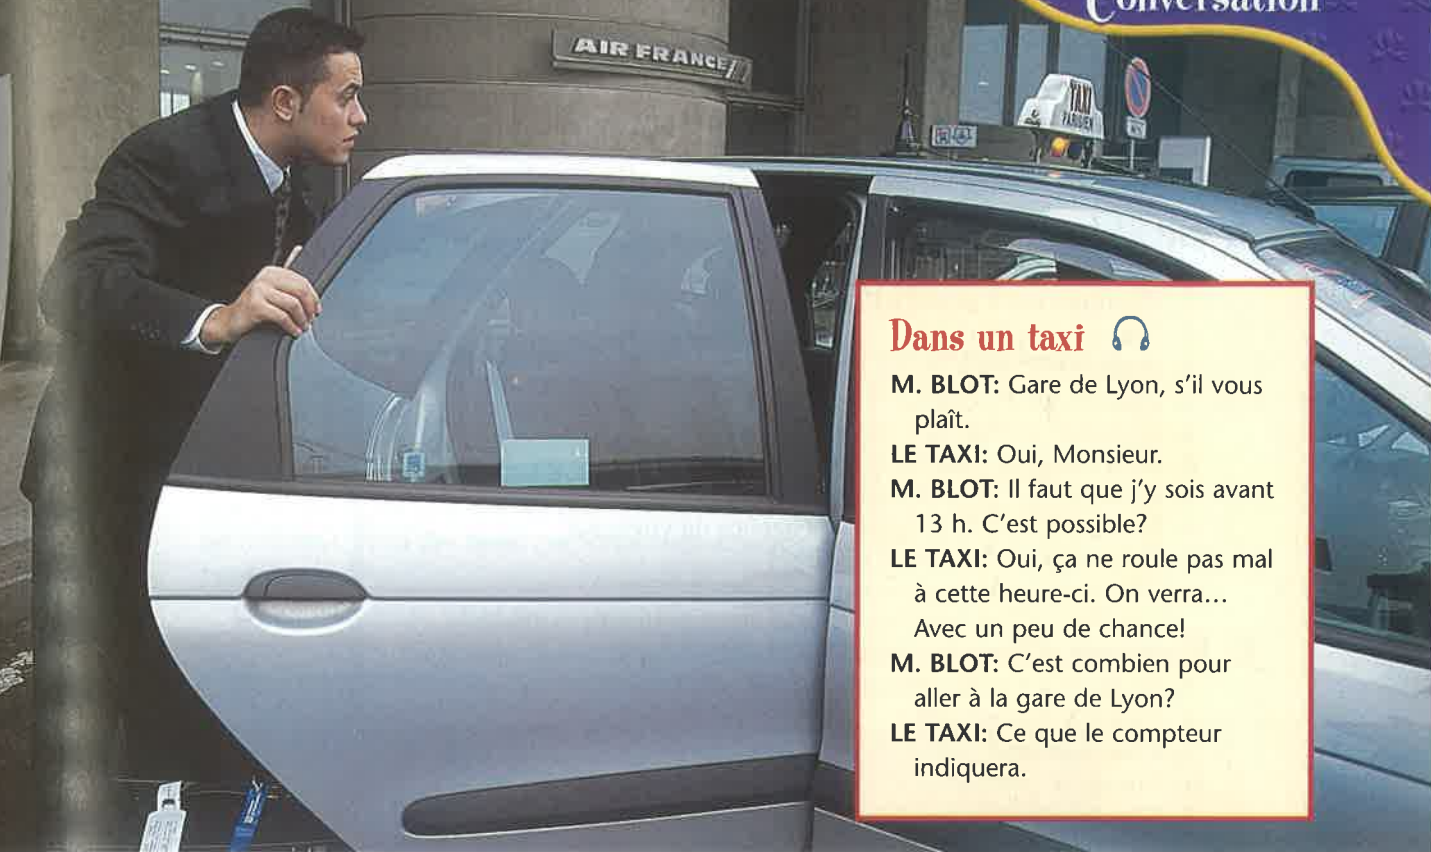 Conversation
AIR FRANCE
TAXI
PARISIEN
Dans un taxi
M. BLOT: Gare de Lyon, s'il vous
plaît.
LE TAXI: Oui, Monsieur.
M. BLOT: Il faut que j'y sois avant
13 h. C'est possible?
LE TAXI: Oui, ça ne roule pas mal
à cette heure-ci. On verra...
Avec un peu de chance!
M. BLOT: C'est combien pour
aller à la gare de Lyon?
LE TAXI: Ce que le compteur
indiquera.